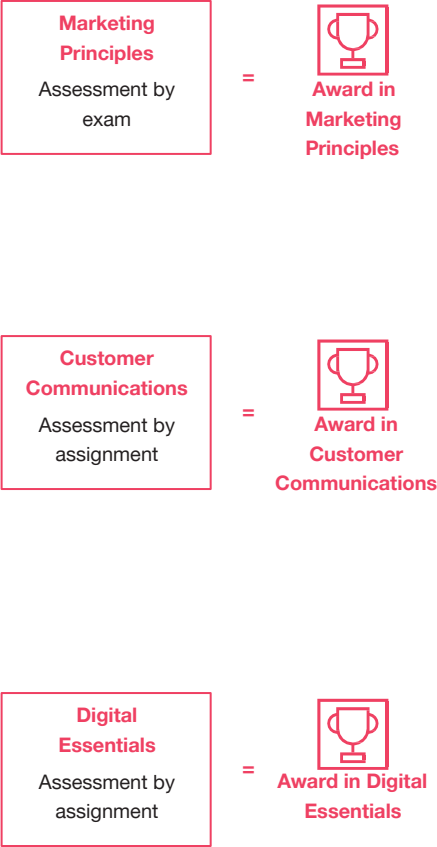 Marketing
Principles
Assessment by
exam
=
Award in
Marketing
Principles
Customer
Communications
Assessment by
assignment
=
Award in
Customer
Communications
Digital
Essentials
Assessment by
assignment
=
Award in Digital
Essentials